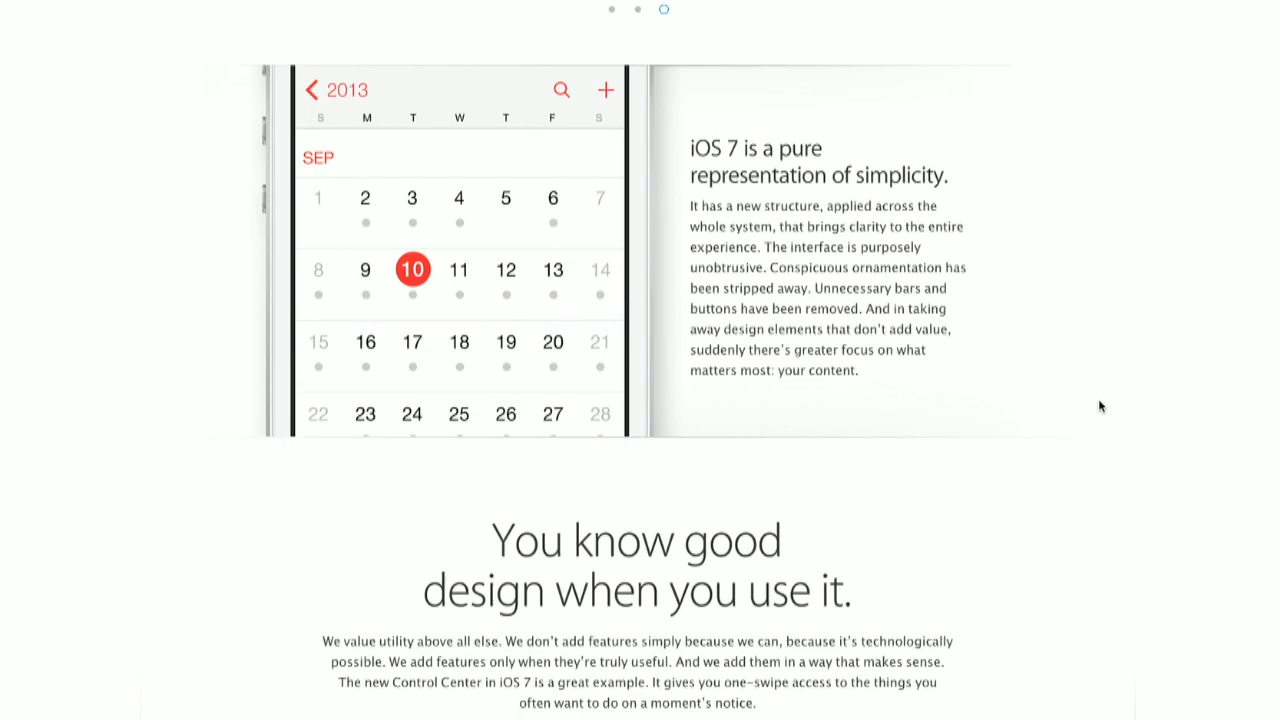 2013
S M T W T F S
SEP
1 2 3 4 5 6 7
8 9 10 11 12 13 14
15 16 17 18 19 20 21
22 23 24 25 26 27 28
iOS 7 is a pure
representation of simplicity.
It has a new structure, applied across the
whole system, that brings clarity to the entire
experience. The interface is purposely
unobtrusive. Conspicuous ornamentation has
been stripped away. Unnecessary bars and
buttons have been removed. And in taking
away design elements that don't add value,
suddenly there's greater focus on what
matters most: your content.
You know good
design when you use it.
We value utility above all else. We don't add features simply because we can, because it's technologically
possible. We add features only when they're truly useful. And we add them in a way that makes sense.
The new Control Center in iOS 7 is a great example. It gives you one-swipe access to the things you
often want to do on a moment's notice.